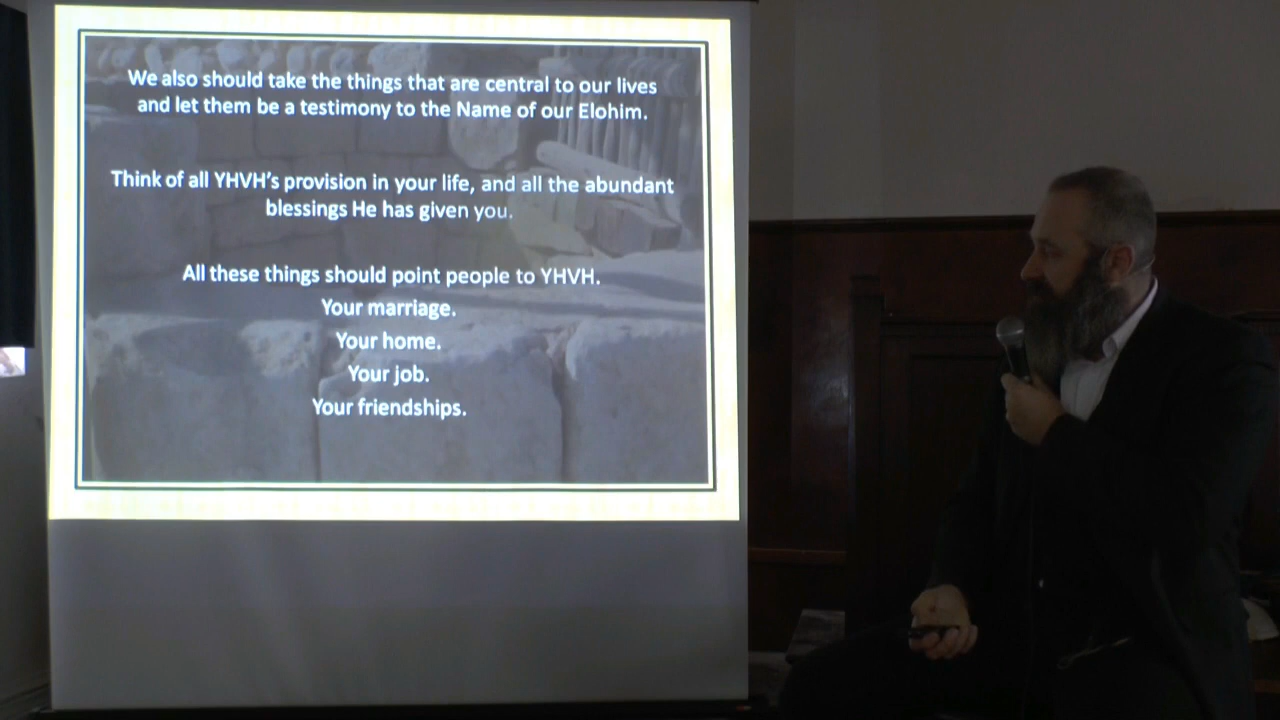 We also should take the things that are central to our lives
and let them be a testimony to the Name of our Elohim.
Think of all YHVH's provision in your life, and all the abundant
blessings He has given you.
All these things should point people to YHVH.
Your marriage.
Your home.
Your job.
Your friendships.